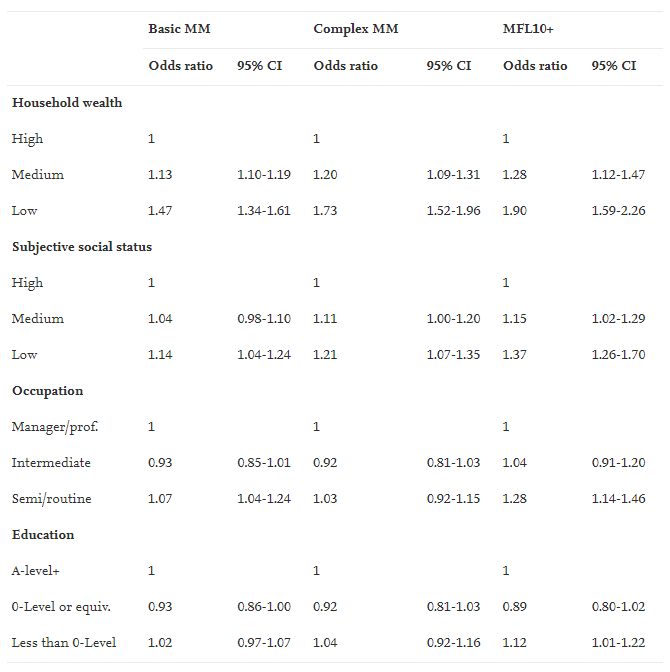 Basic MM Complex MM MFL10+
Odds ratio 95% CI Odds ratio 95% CI Odds ratio 95% CI
Household wealth
High 1 1 1
Medium 1.13 1.10-1.19 1.20 1.09-1.31 1.28 1.12-1.47
Low 1.47 1.34-1.61 1.73 1.52-1.96 1.90 1.59-2.26
Subjective social status
High 1 1 1
Medium 1.04 0.98-1.10 1.11 1.00-1.20 1.15 1.02-1.29
Low 1.14 1.04-1.24 1.21 1.07-1.35 1.37 1.26-1.70
Occupation
Manager/prof. 1 1 1
Intermediate 0.93 0.85-1.01 0.92 0.81-1.03 1.04 0.91-1.20
Semi/routine 1.07 1.04-1.24 1.03 0.92-1.15 1.28 1.14-1.46
Education
A-level+ 1 1 1
0-Level or equiv. 0.93 0.86-1.00 0.92 0.81-1.03 0.89 0.80-1.02
Less than 0-Level 1.02 0.97-1.07 1.04 0.92-1.16 1.12 1.01-1.22